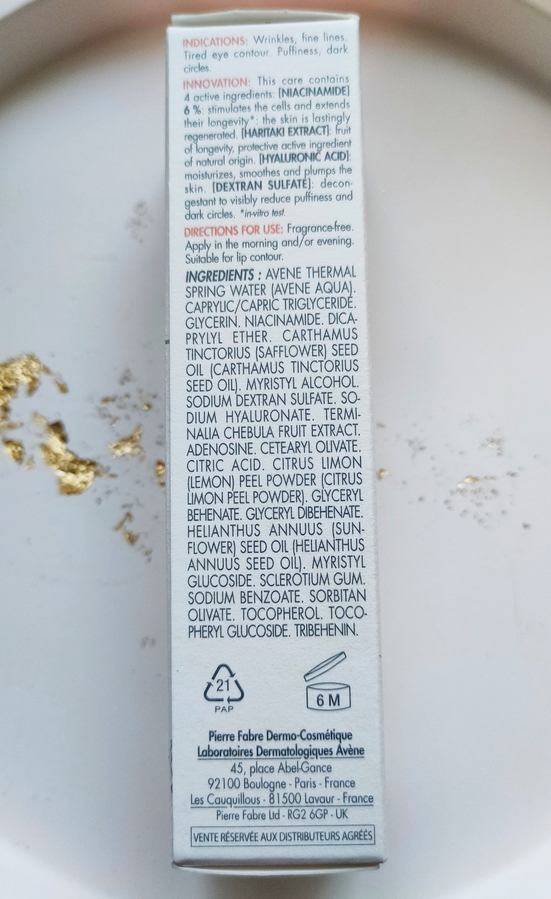 INDICATIONS: Wrinkles, fine lines.
Tired eye contour. Puffiness, dark
circles.
INNOVATION: This care contains
4 active ingredients: [NIACINAMIDE]
6 %: stimulates the cells and extends
their longevity*: the skin is lastingly
regenerated. [HARITAKI EXTRACT]: fruit
of longevity, protective active ingredient
of natural origin. [HYALURONIC ACID]:
moisturizes, smoothes and plumps the
skin. [DEXTRAN SULFATE]: decon-
gestant to visibly reduce puffiness and
dark circles. *in-vitro test.
DIRECTIONS FOR USE: Fragrance-free.
Apply in the morning and/or evening.
Suitable for lip contour.
INGREDIENTS : AVENE THERMAL
SPRING WATER (AVENE AQUA).
CAPRYLIC/CAPRIC TRIGLYCERIDE.
GLYCERIN. NIACINAMIDE. DICA-
PRYLYL ETHER. CARTHAMUS
TINCTORIUS (SAFFLOWER) SEED
OIL (CARTHAMUS TINCTORIUS
SEED OIL). MYRISTYL ALCOHOL.
SODIUM DEXTRAN SULFATE. SO-
DIUM HYALURONATE. TERMI-
NALIA CHEBULA FRUIT EXTRACT.
ADENOSINE. CETEARYL OLIVATE.
CITRIC ACID. CITRUS LIMON
(LEMON) PEEL POWDER (CITRUS
LIMON PEEL POWDER). GLYCERYL
BEHENATE. GLYCERYL DIBEHENATE.
HELIANTHUS ANNUUS (SUN-
FLOWER) SEED OIL (HELIANTHUS
ANNUUS SEED OIL). MYRISTYL
GLUCOSIDE. SCLEROTIUM GUM.
SODIUM BENZOATE. SORBITAN
OLIVATE. TOCOPHEROL. TOCO-
PHERYL GLUCOSIDE. TRIBEHENIN.
21
PAP
6 M
Pierre Fabre Dermo-Cosmétique
Laboratoires Dermatologiques Avène
45, place Abel-Gance
92100 Boulogne - Paris - France
Les Cauquillous - 81500 Lavaur - France
Pierre Fabre Ltd - RG2 6GP - UK
VENTE RÉSERVÉE AUX DISTRIBUTEURS AGRÉÉS